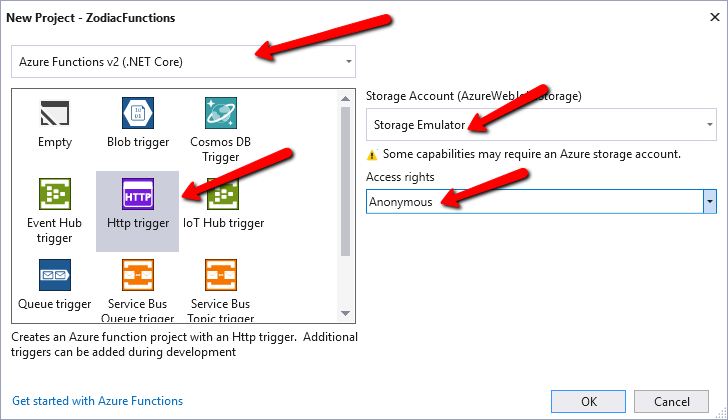 New Project - ZodiacFunctions
Azure Functions v2 (.NET Core)
Empty
Blob trigger
Cosmos DB
Trigger
Event Hub
trigger
HTTP
Http trigger
IoT Hub trigger
Queue trigger
Service Bus
Queue trigger
Service Bus
Topic trigger
Creates an Azure function project with an Http trigger. Additional
triggers can be added during development
Storage Account (AzureWebJobsStorage)
Storage Emulator
Some capabilities may require an Azure storage account.
Access rights
Anonymous
Get started with Azure Functions
OK
Cancel